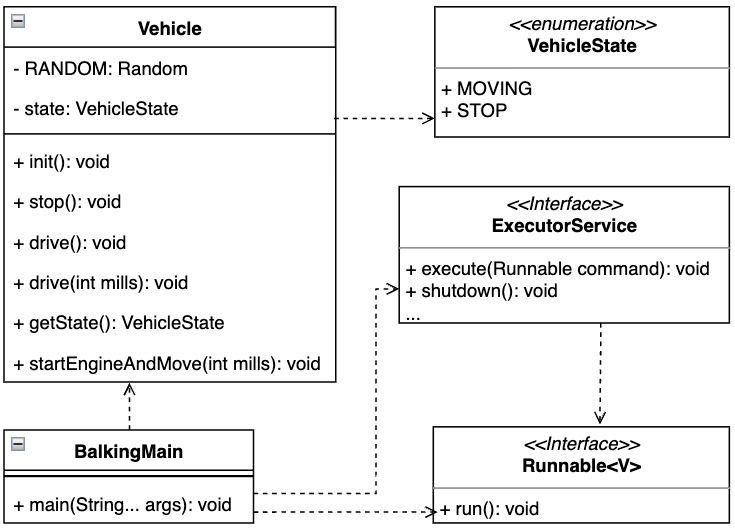 Vehicle
- RANDOM: Random
- state: VehicleState
+ init(): void
+ stop(): void
+ drive(): void
+ drive(int mills): void
+ getState(): VehicleState
+ startEngineAndMove(int mills): void
<<enumeration>>
VehicleState
+ MOVING
+ STOP
<<Interface>>
ExecutorService
+ execute(Runnable command): void
+ shutdown(): void
...
BalkingMain
+ main(String... args): void
<<Interface>>
Runnable<V>
+ run(): void